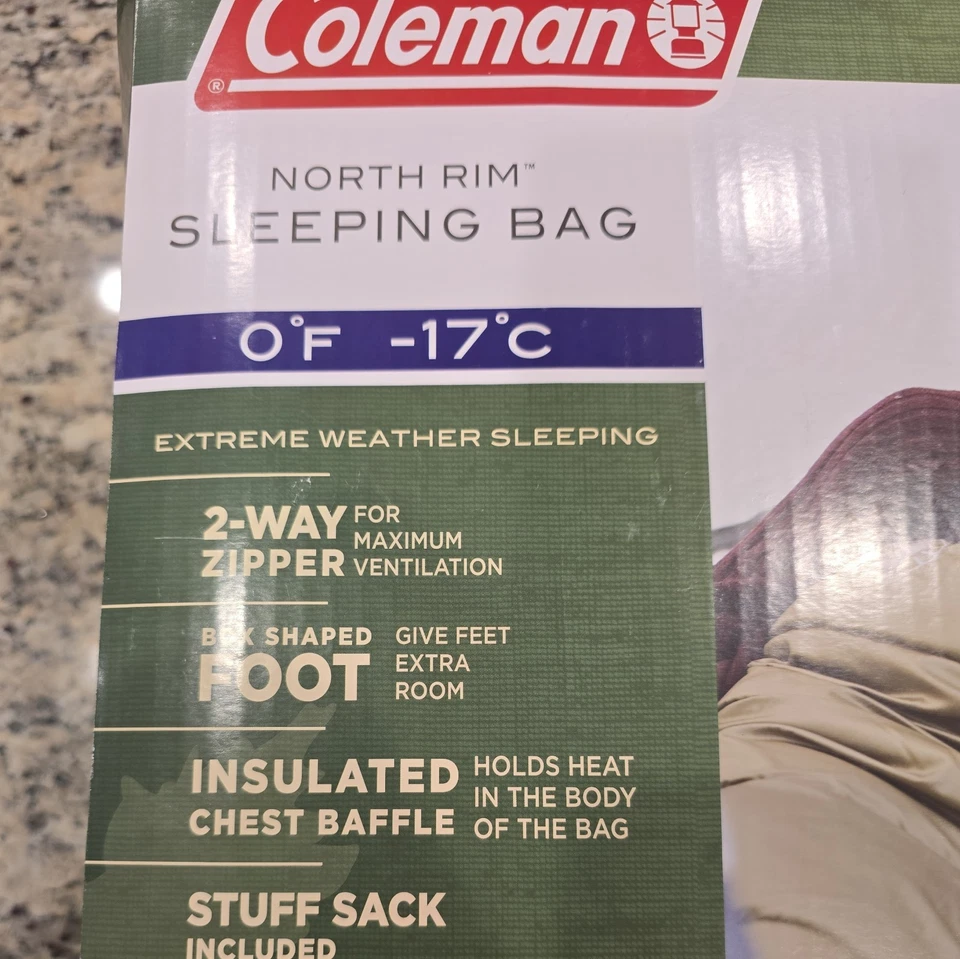 Coleman
®
NORTH RIM™
SLEEPING BAG
0°F -17°C
EXTREME WEATHER SLEEPING
2-WAY
ZIPPER
FOR
MAXIMUM
VENTILATION
BOX SHAPED
FOOT
GIVE FEET
EXTRA
ROOM
INSULATED
CHEST BAFFLE
HOLDS HEAT
IN THE BODY
OF THE BAG
STUFF SACK
INCLUDED